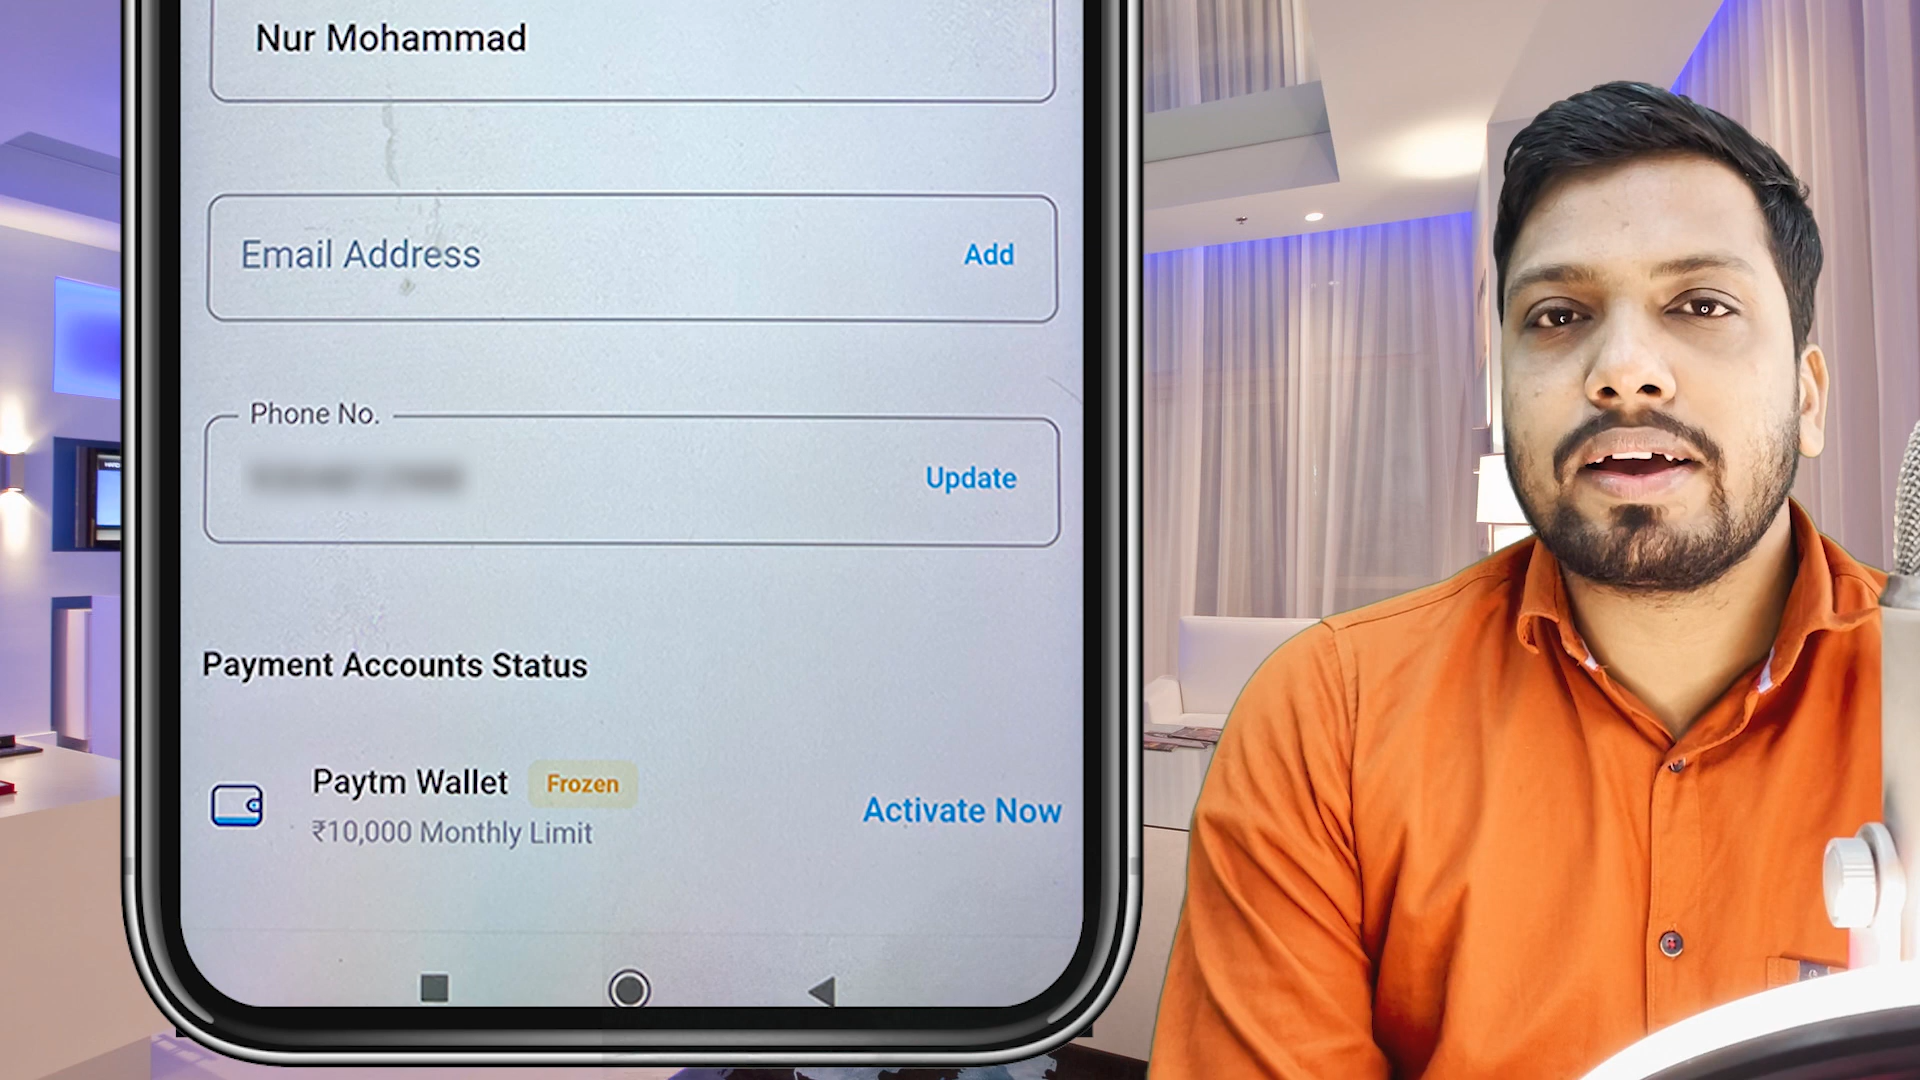 Nur Mohammad
Email Address
Add
Phone No.
Update
Payment Accounts Status
Paytm Wallet
Frozen
₹10,000 Monthly Limit
Activate Now